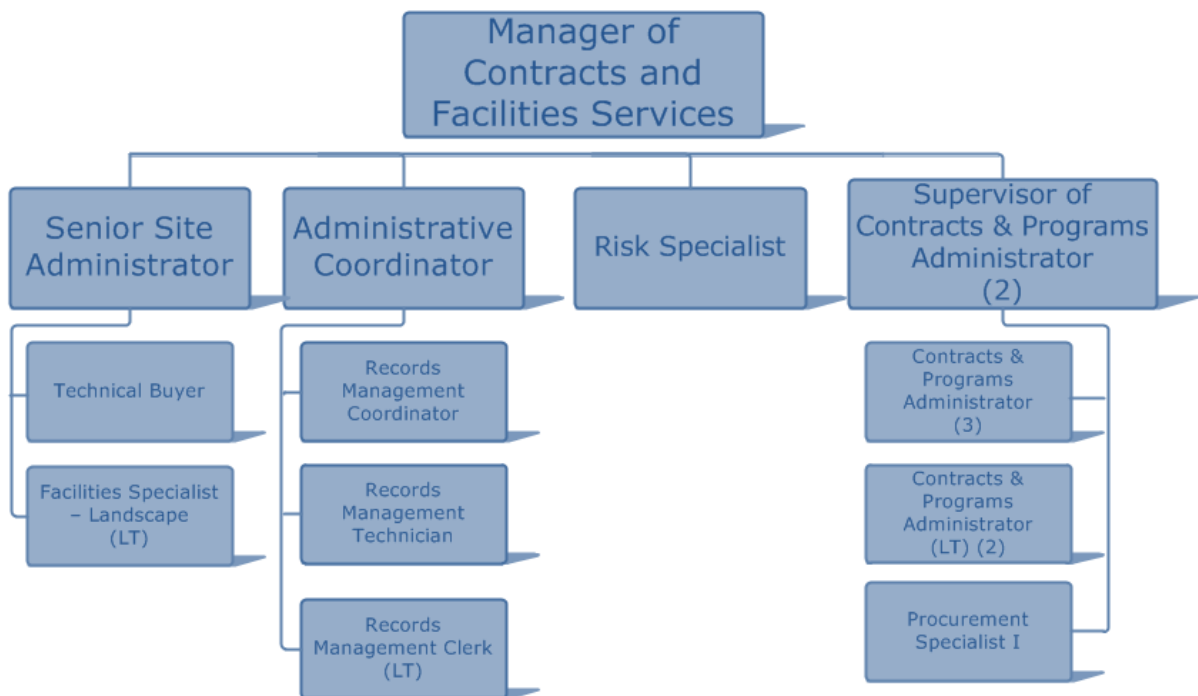 Manager of
Contracts and
Facilities Services
Senior Site
Administrator
Administrative
Coordinator
Risk Specialist
Supervisor of
Contracts & Programs
Administrator
(2)
Technical Buyer
Facilities Specialist
– Landscape
(LT)
Records
Management
Coordinator
Records
Management
Technician
Records
Management Clerk
(LT)
Contracts &
Programs
Administrator
(3)
Contracts &
Programs
Administrator
(LT) (2)
Procurement
Specialist I